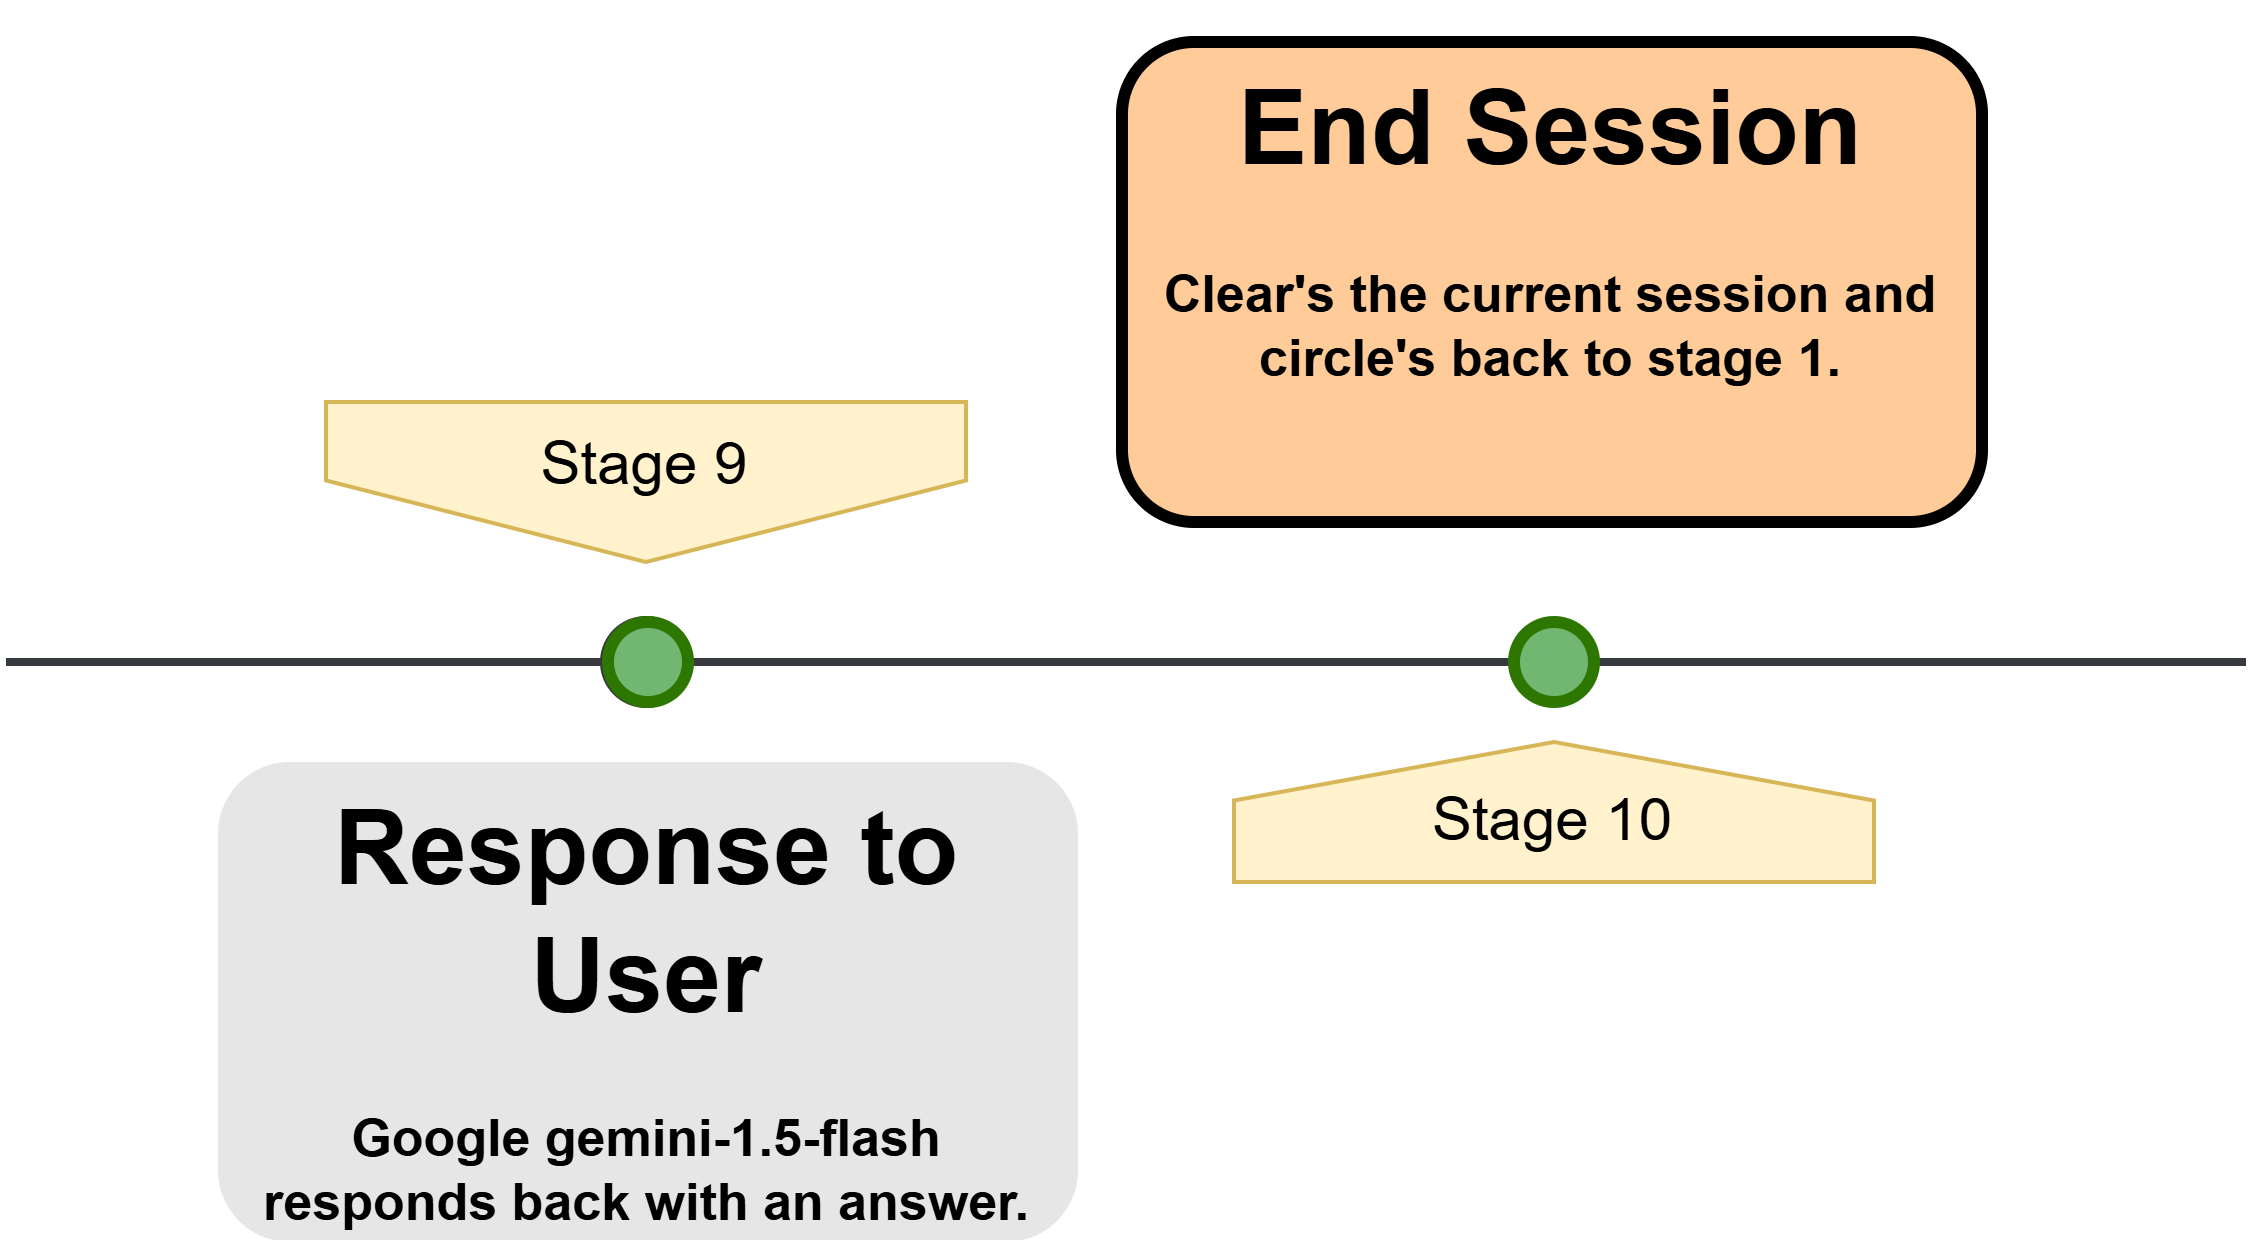 End Session
Clear's the current session and
circle's back to stage 1.
Stage 9
Stage 10
Response to
User
Google gemini-1.5-flash
responds back with an answer.